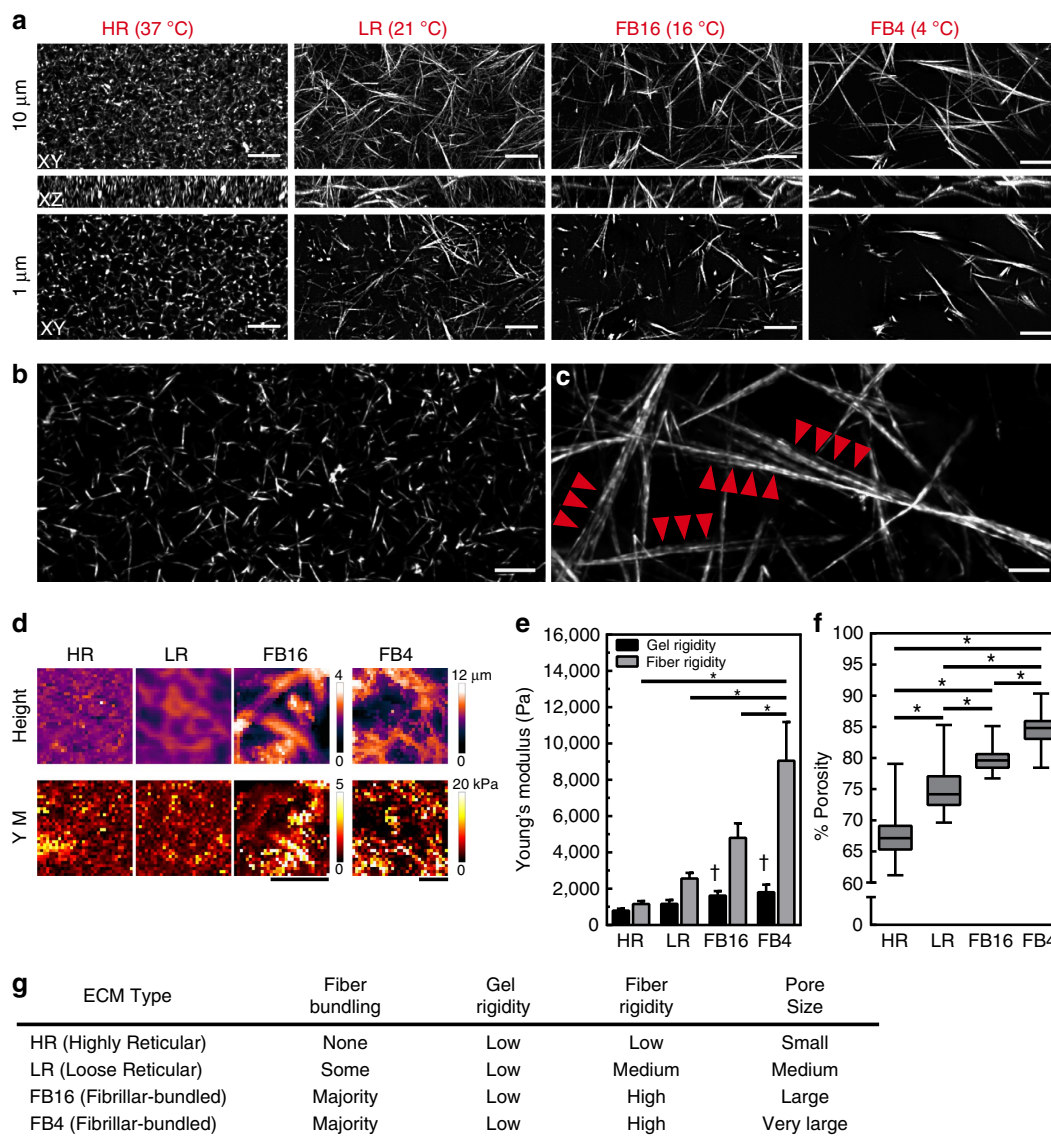 a
HR (37 °C) LR (21 °C) FB16 (16 °C) FB4 (4 °C)
10 µm
XY
XZ
1 µm
XY
b
c
d
HR LR FB16 FB4
Height
4
0
12 µm
0
Y M
5
0
20 kPa
0
e
Gel rigidity
Fiber rigidity
Young's modulus (Pa)
16,000
14,000
12,000
10,000
8,000
6,000
4,000
2,000
0
* * *
† †
HR LR FB16 FB4
f
% Porosity
100
95
90
85
80
75
70
65
60
0
* * * * * *
HR LR FB16 FB4
g
ECM Type Fiber bundling Gel rigidity Fiber rigidity Pore Size
HR (Highly Reticular) None Low Low Small
LR (Loose Reticular) Some Low Medium Medium
FB16 (Fibrillar-bundled) Majority Low High Large
FB4 (Fibrillar-bundled) Majority Low High Very large